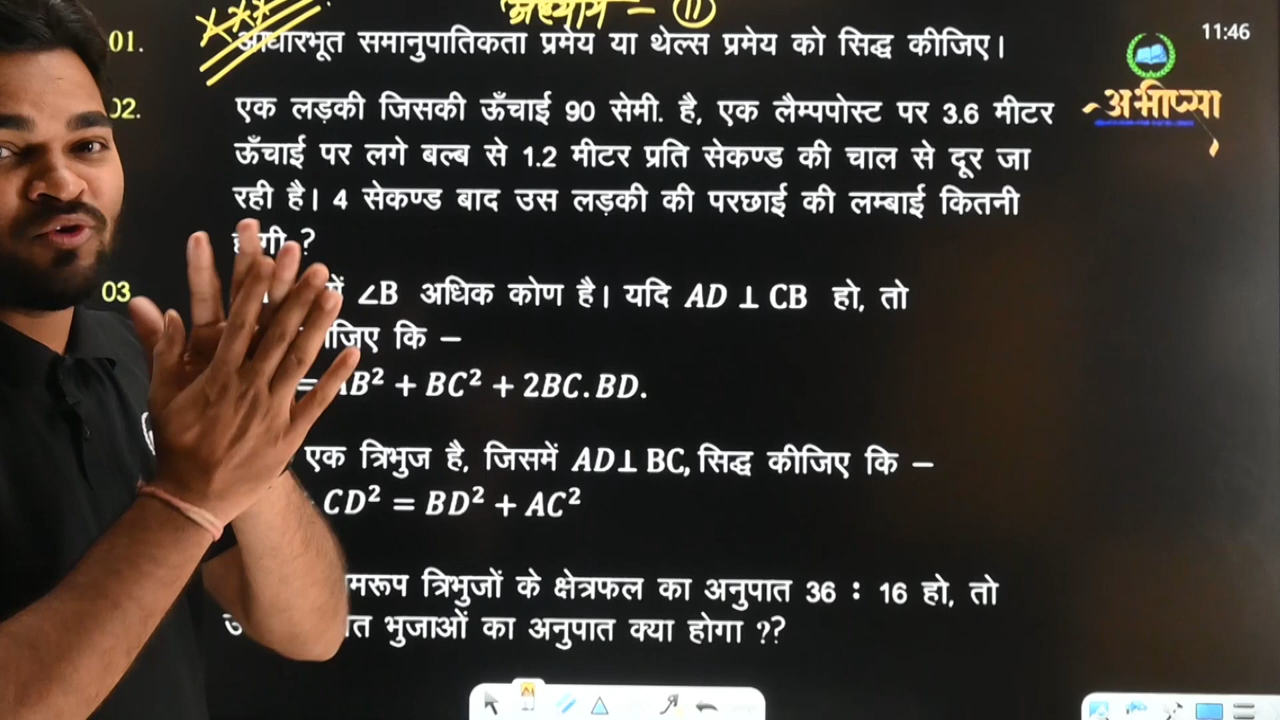 अध्याय - 11
11:46
01. आधारभूत समानुपातिकता प्रमेय या थेल्स प्रमेय को सिद्ध कीजिए।
अभीप्सा
02. एक लड़की जिसकी ऊँचाई 90 सेमी. है, एक लैम्पपोस्ट पर 3.6 मीटर
ऊँचाई पर लगे बल्ब से 1.2 मीटर प्रति सेकण्ड की चाल से दूर जा
रही है। 4 सेकण्ड बाद उस लड़की की परछाई की लम्बाई कितनी
?
03 में ∠B अधिक कोण है। यदि AD ⊥ CB हो, तो
कि –
= AB² + BC² + 2BC.BD.
एक त्रिभुज है, जिसमें AD⊥ BC, सिद्ध कीजिए कि –
CD² = BD² + AC²
त्रिभुजों के क्षेत्रफल का अनुपात 36 : 16 हो, तो
भुजाओं का अनुपात क्या होगा ??